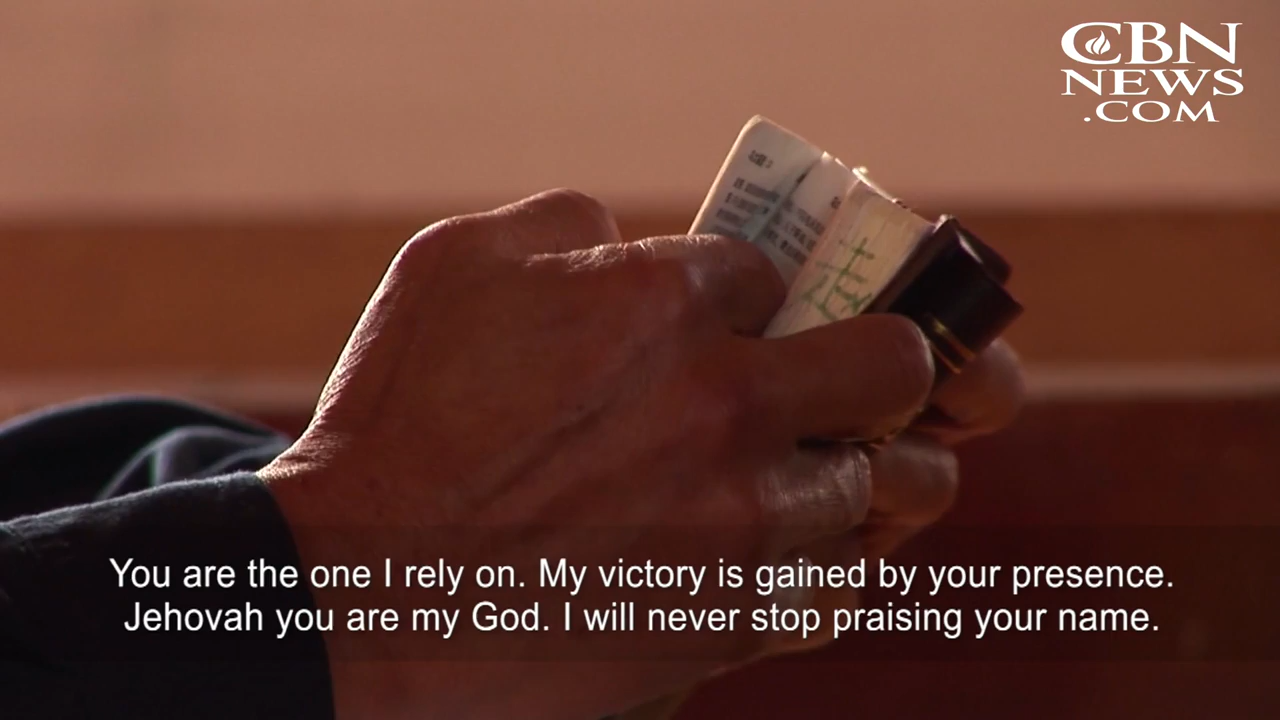 CBN
NEWS
.COM
You are the one I rely on. My victory is gained by your presence.
Jehovah you are my God. I will never stop praising your name.